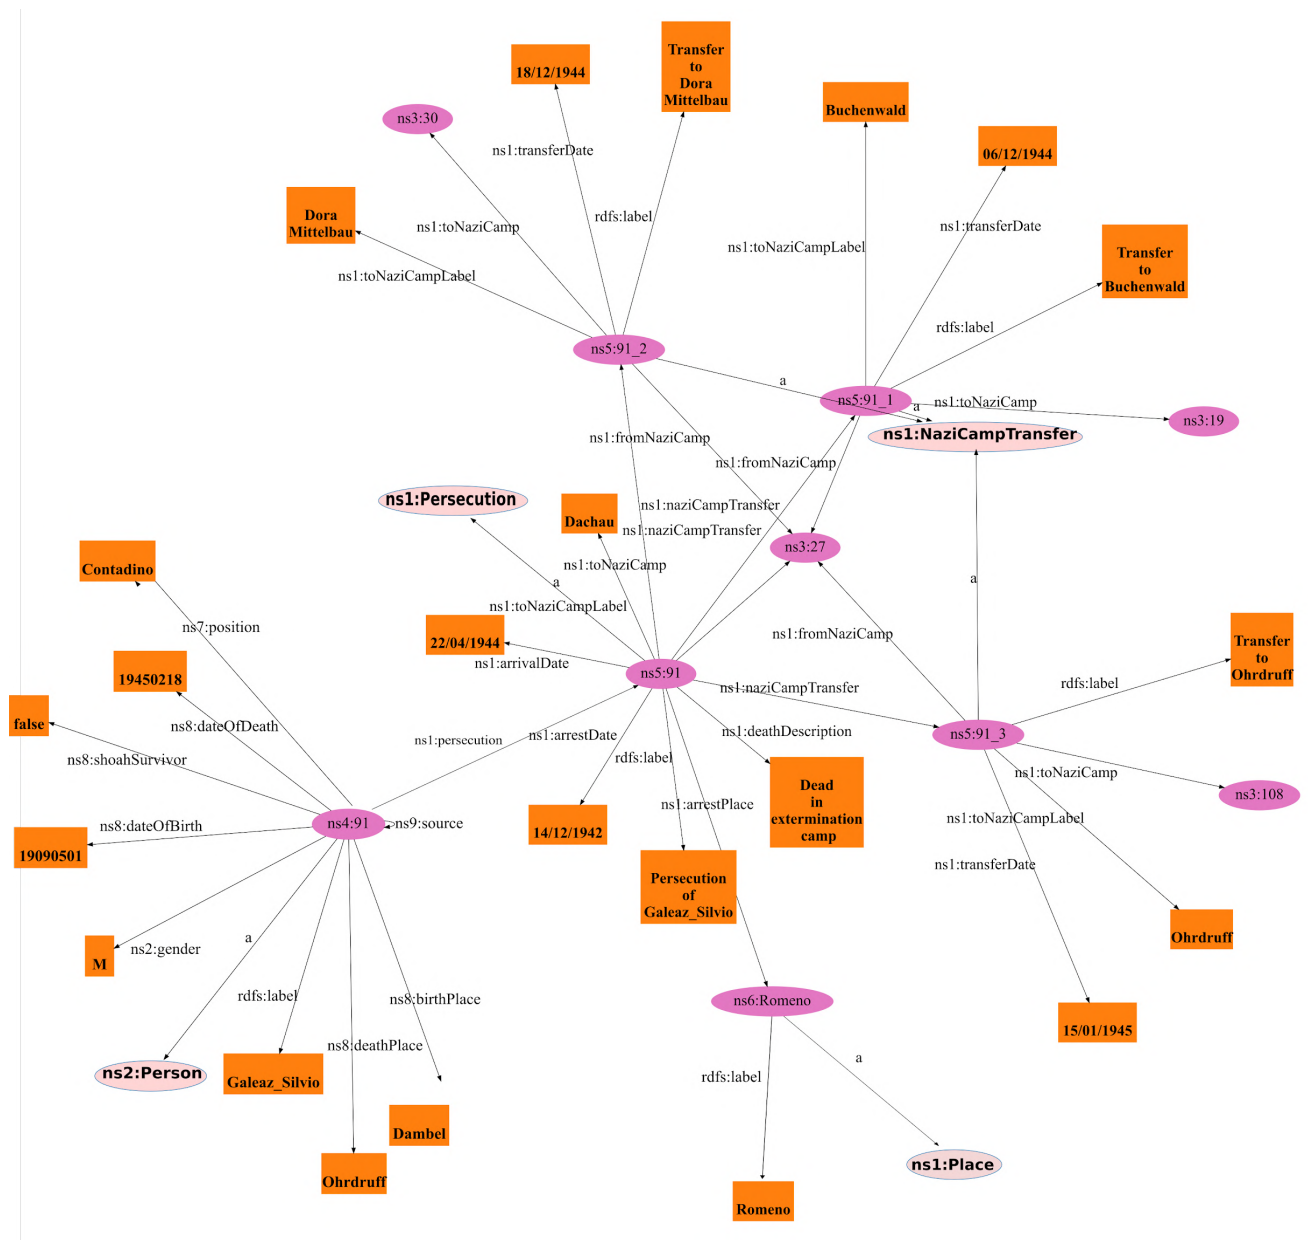 Transfer
to
Dora
Mittelbau
18/12/1944
Buchenwald
ns3:30
ns1:transferDate
06/12/1944
Dora
Mittelbau
rdfs:label
ns1:toNaziCamp
ns1:transferDate
ns1:toNaziCampLabel
ns1:toNaziCampLabel
Transfer
to
Buchenwald
rdfs:label
ns5:91_2
a
ns5:91_1
a
ns1:toNaziCamp
ns3:19
ns1:NaziCampTransfer
ns1:fromNaziCamp
ns1:fromNaziCamp
ns1:Persecution
ns1:naziCampTransfer
Dachau
ns1:naziCampTransfer
ns3:27
ns1:toNaziCamp
Contadino
a
a
ns1:toNaziCampLabel
ns7:position
22/04/1944
ns1:arrivalDate
ns1:fromNaziCamp
Transfer
to
Ohrdruff
19450218
ns5:91
ns1:naziCampTransfer
rdfs:label
false
ns8:dateOfDeath
ns1:persecution
ns1:arrestDate
ns1:deathDescription
ns5:91_3
ns8:shoahSurvivor
rdfs:label
ns1:toNaziCamp
ns3:108
ns8:dateOfBirth
ns4:91
ns9:source
ns1:arrestPlace
Dead
in
extermination
camp
ns1:toNaziCampLabel
19090501
14/12/1942
ns1:transferDate
Persecution
of
Galeaz_Silvio
M
ns2:gender
a
Ohrdruff
rdfs:label
ns8:birthPlace
ns6:Romeno
15/01/1945
ns8:deathPlace
ns2:Person
Galeaz_Silvio
rdfs:label
a
Dambel
Ohrdruff
ns1:Place
Romeno